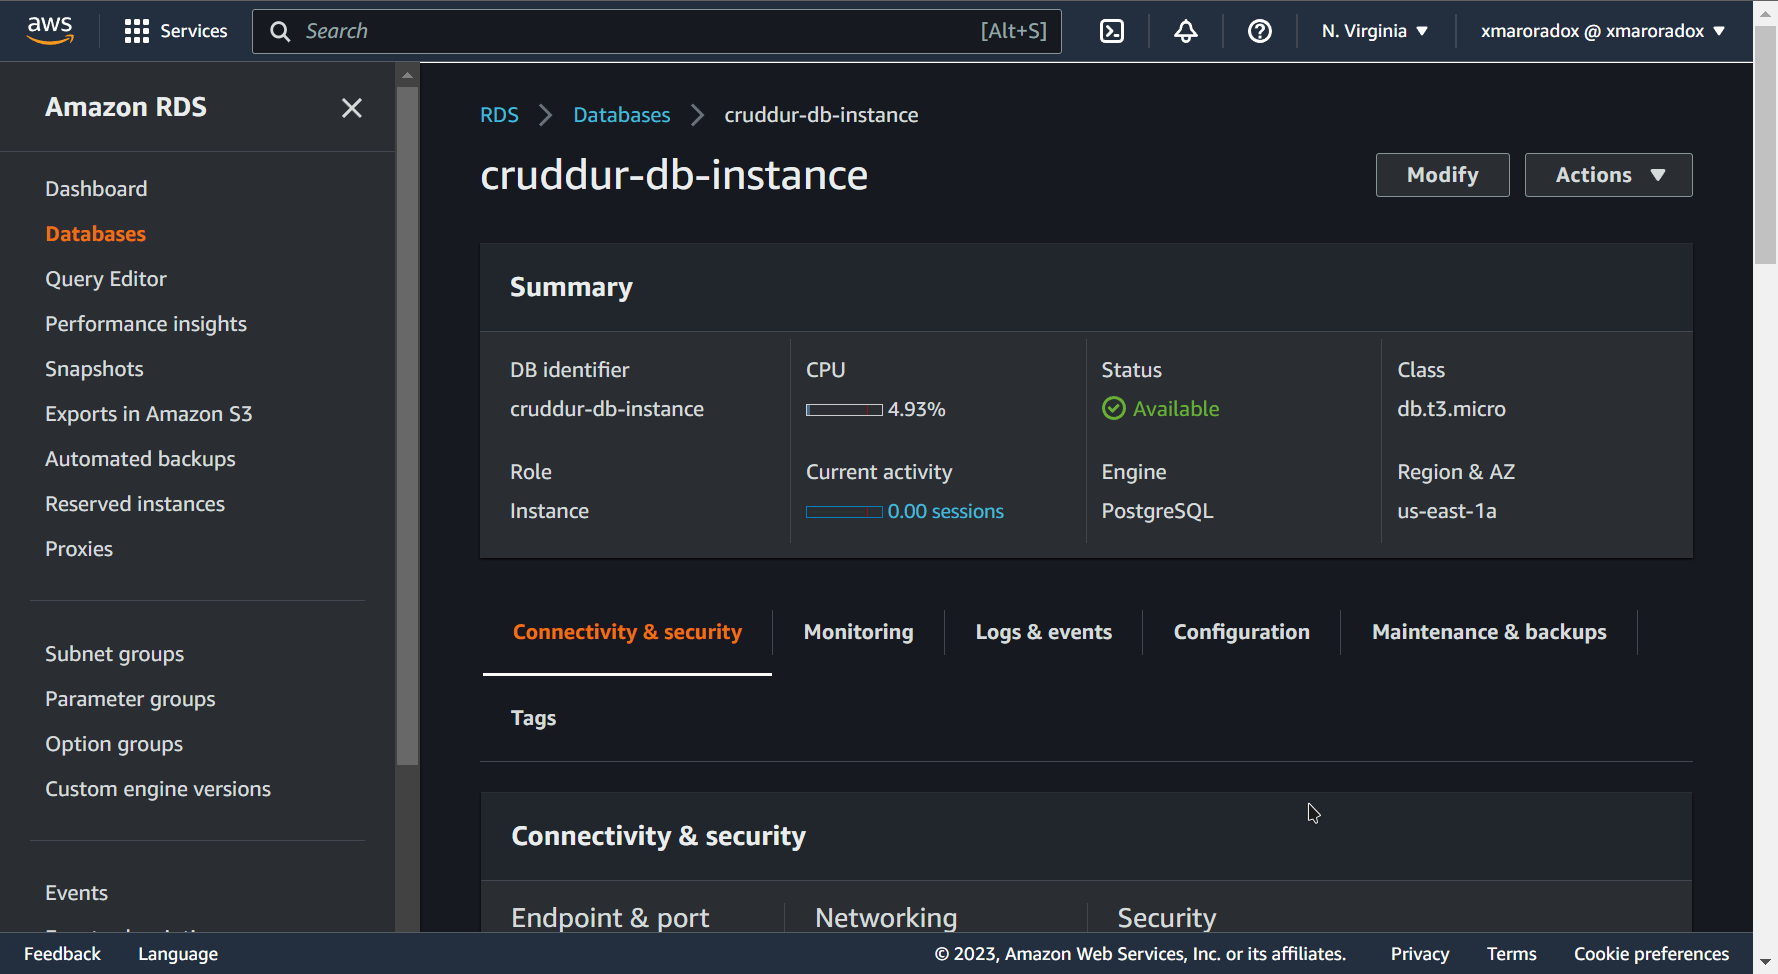 aws
Services
Search [Alt+S]
N. Virginia
xmaroradox @ xmaroradox
Amazon RDS
Dashboard
Databases
Query Editor
Performance insights
Snapshots
Exports in Amazon S3
Automated backups
Reserved instances
Proxies
Subnet groups
Parameter groups
Option groups
Custom engine versions
Events
RDS Databases cruddur-db-instance
cruddur-db-instance
Modify
Actions
Summary
DB identifier
cruddur-db-instance
CPU
4.93%
Status
Available
Class
db.t3.micro
Role
Instance
Current activity
0.00 sessions
Engine
PostgreSQL
Region & AZ
us-east-1a
Connectivity & security
Monitoring
Logs & events
Configuration
Maintenance & backups
Tags
Connectivity & security
Endpoint & port
Networking
Security
Feedback
Language
© 2023, Amazon Web Services, Inc. or its affiliates.
Privacy
Terms
Cookie preferences